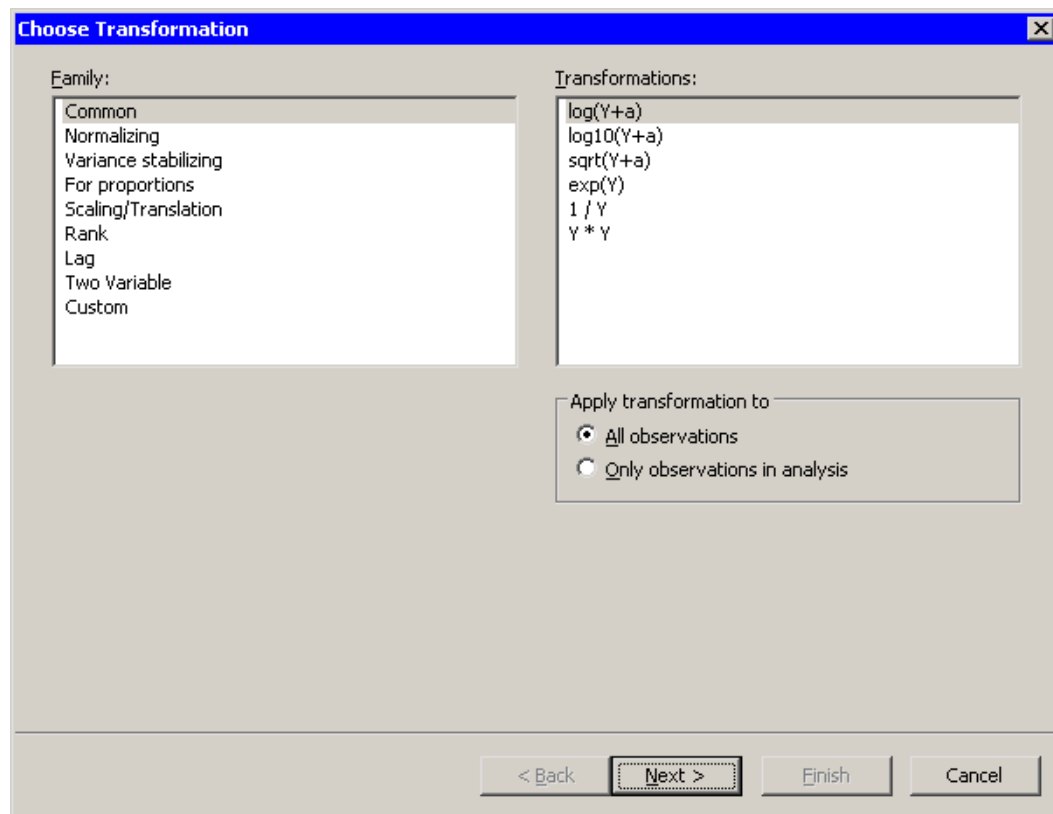 Choose Transformation
Family:
Common
Normalizing
Variance stabilizing
For proportions
Scaling/Translation
Rank
Lag
Two Variable
Custom
Transformations:
log(Y+a)
log10(Y+a)
sqrt(Y+a)
exp(Y)
1 / Y
Y * Y
Apply transformation to
All observations
Only observations in analysis
< Back
Next >
Finish
Cancel